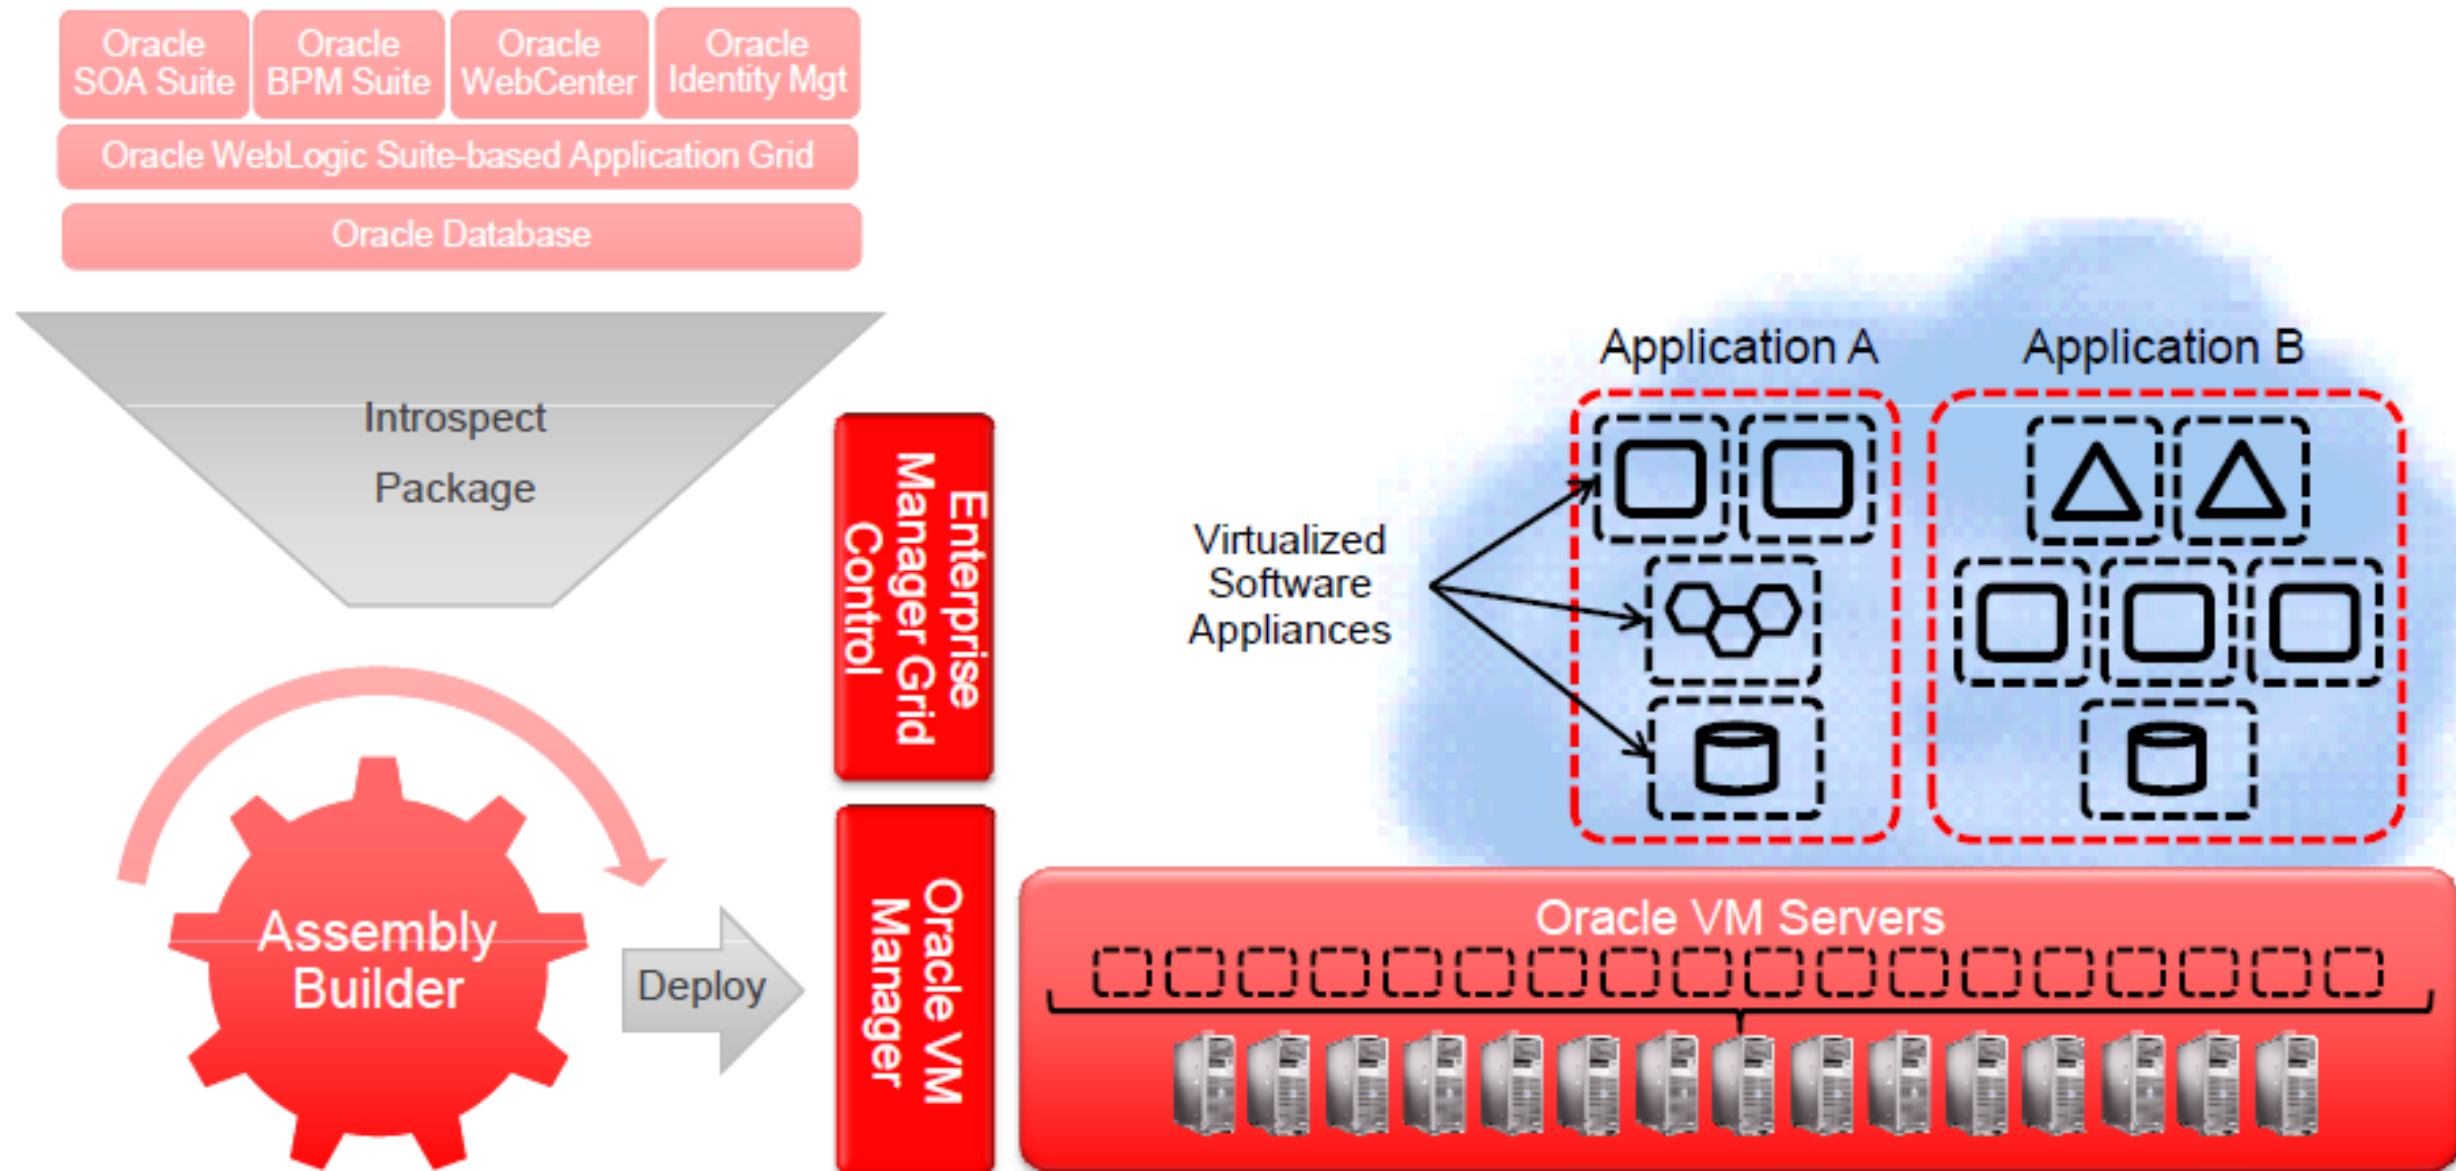 Oracle
SOA Suite
Oracle
BPM Suite
Oracle
WebCenter
Oracle
Identity Mgt
Oracle WebLogic Suite-based Application Grid
Oracle Database
Introspect
Package
Assembly
Builder
Deploy
Enterprise
Manager Grid
Control
Oracle VM
Manager
Virtualized
Software
Appliances
Application A
Application B
Oracle VM Servers